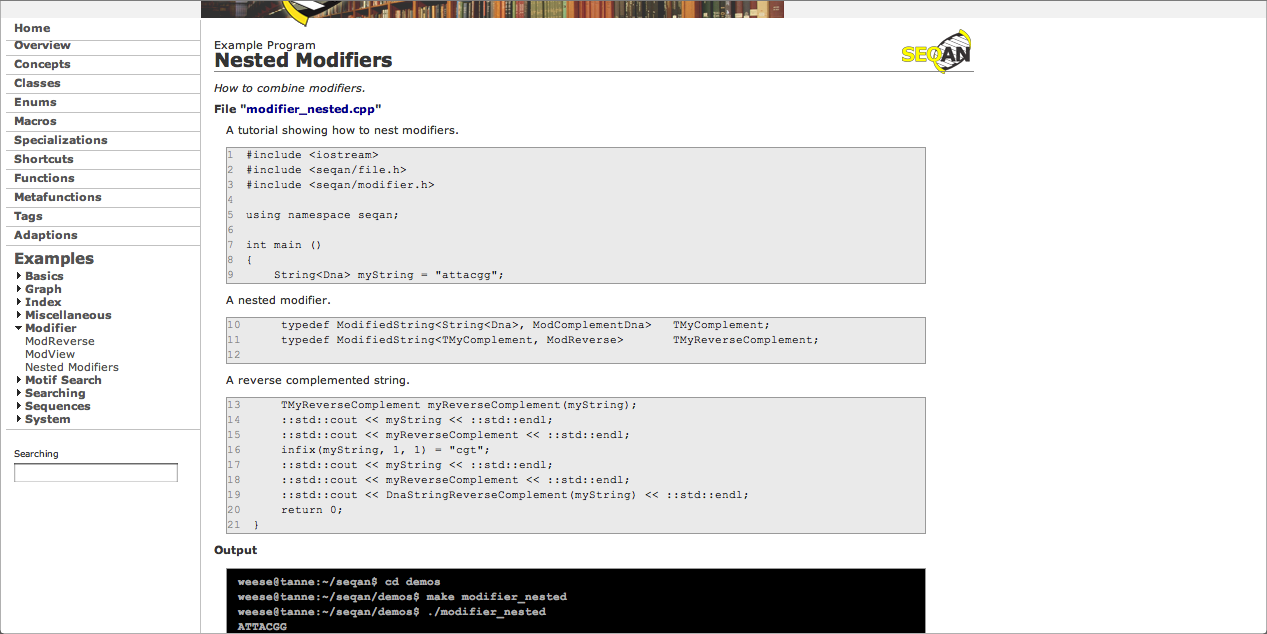 Home
Overview
Concepts
Classes
Enums
Macros
Specializations
Shortcuts
Functions
Metafunctions
Tags
Adaptions
Examples
Basics
Graph
Index
Miscellaneous
Modifier
ModReverse
ModView
Nested Modifiers
Motif Search
Searching
Sequences
System
Searching
Example Program
Nested Modifiers
SEQAN
How to combine modifiers.
File "modifier_nested.cpp"
A tutorial showing how to nest modifiers.
1 #include <iostream>
2 #include <seqan/file.h>
3 #include <seqan/modifier.h>
4
5 using namespace seqan;
6
7 int main ()
8 {
9     String<Dna> myString = "attacgg";
A nested modifier.
10     typedef ModifiedString<String<Dna>, ModComplementDna>   TMyComplement;
11     typedef ModifiedString<TMyComplement, ModReverse>       TMyReverseComplement;
12
A reverse complemented string.
13     TMyReverseComplement myReverseComplement(myString);
14     ::std::cout << myString << ::std::endl;
15     ::std::cout << myReverseComplement << ::std::endl;
16     infix(myString, 1, 1) = "cgt";
17     ::std::cout << myString << ::std::endl;
18     ::std::cout << myReverseComplement << ::std::endl;
19     ::std::cout << DnaStringReverseComplement(myString) << ::std::endl;
20     return 0;
21 }
Output
weese@tanne:~/seqan$ cd demos
weese@tanne:~/seqan/demos$ make modifier_nested
weese@tanne:~/seqan/demos$ ./modifier_nested
ATTACGG